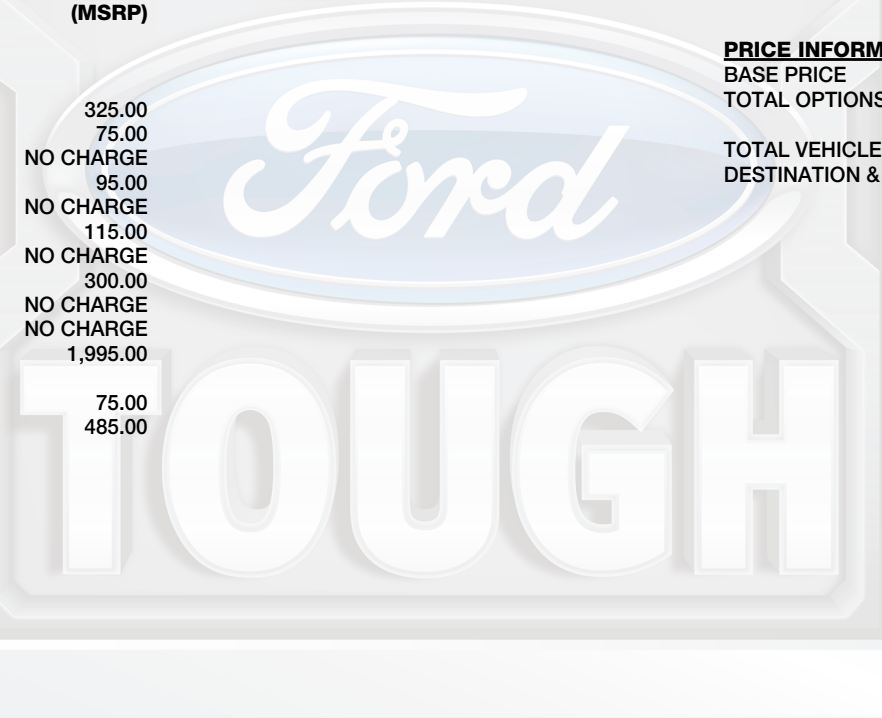 (MSRP)
325.00
75.00
NO CHARGE
95.00
NO CHARGE
115.00
NO CHARGE
300.00
NO CHARGE
NO CHARGE
1,995.00
75.00
485.00
PRICE INFORM
BASE PRICE
TOTAL OPTIONS
TOTAL VEHICLE
DESTINATION &
Ford
TOUGH